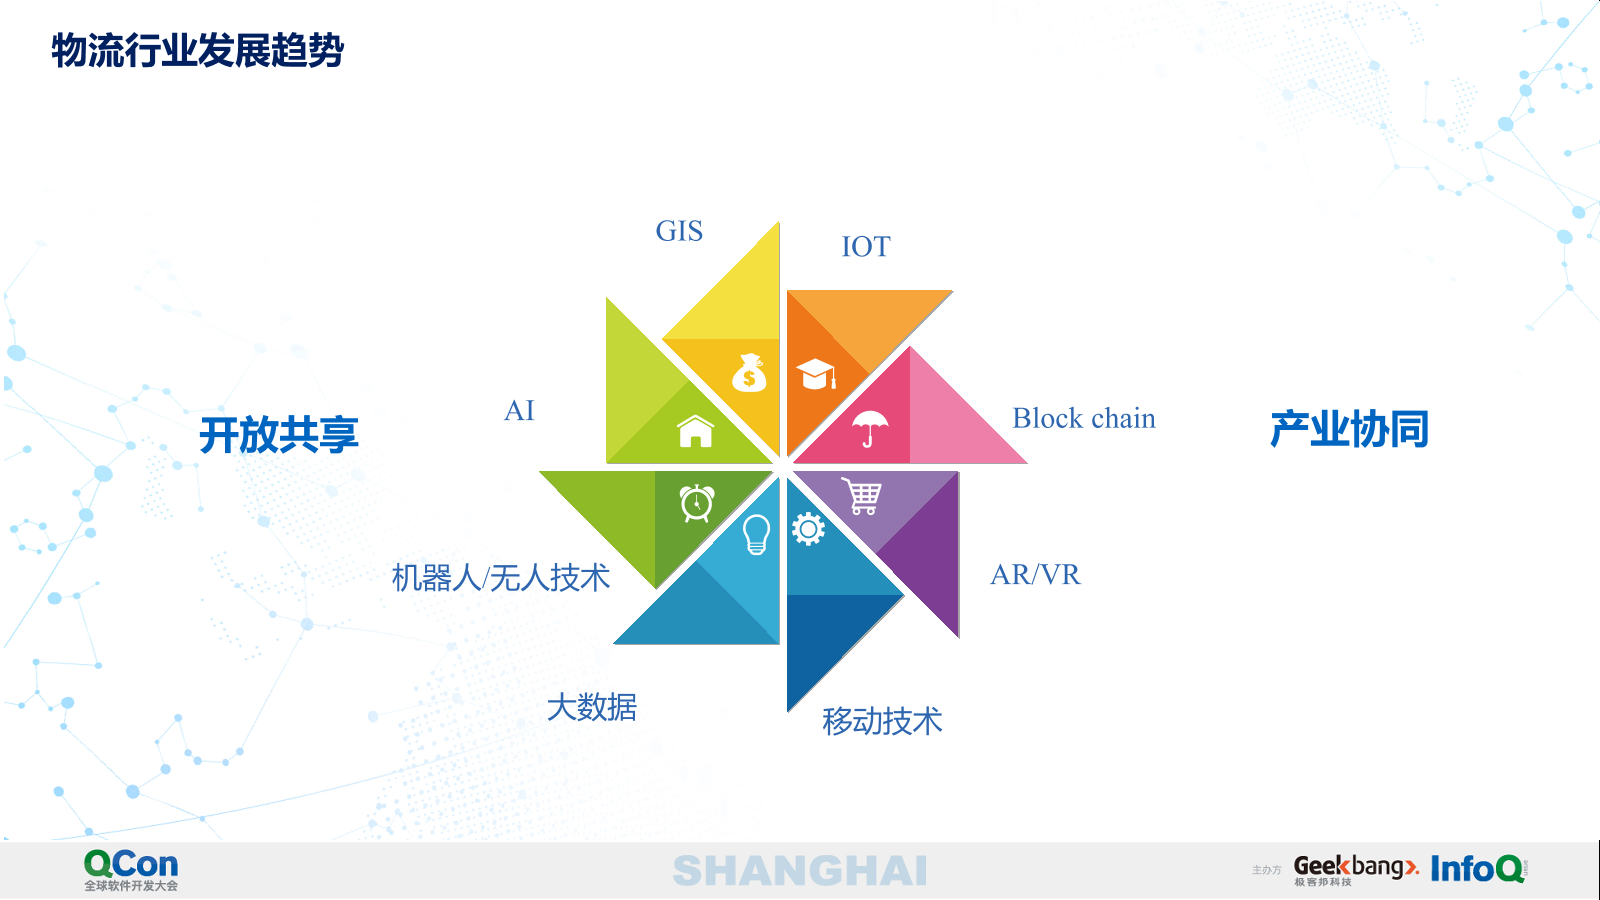 物流行业发展趋势
GIS
IOT
AI
Block chain
开放共享
产业协同
机器人/无人技术
AR/VR
大数据
移动技术
QCon
全球软件开发大会
SHANGHAI
主办方
Geekbang
极客邦科技
InfoQ